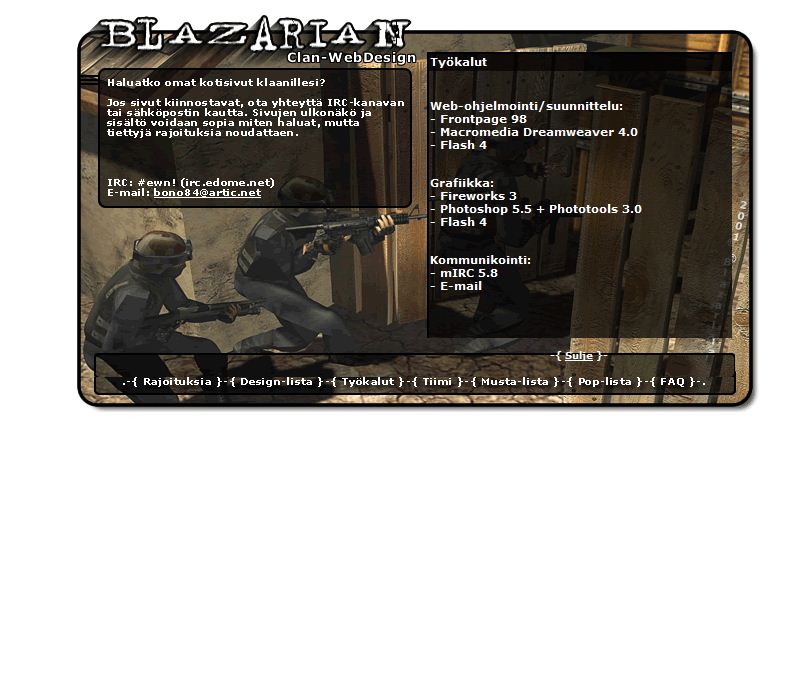 BLAZARIAN
Clan-WebDesign
Haluatko omat kotisivut klaanillesi?
Jos sivut kiinnostavat, ota yhteyttä IRC-kanavan
tai sähköpostin kautta. Sivujen ulkonäkö ja
sisältö voidaan sopia miten haluat, mutta
tiettyjä rajoituksia noudattaen.
IRC: #ewn! (irc.edome.net)
E-mail: bono84@artic.net
Työkalut
Web-ohjelmointi/suunnittelu:
- Frontpage 98
- Macromedia Dreamweaver 4.0
- Flash 4
Grafiikka:
- Fireworks 3
- Photoshop 5.5 + Phototools 3.0
- Flash 4
Kommunikointi:
- mIRC 5.8
- E-mail
2001
-{ Sulje }-
.-{ Rajoituksia }-{ Design-lista }-{ Työkalut }-{ Tiimi }-{ Musta-lista }-{ Pop-lista }-{ FAQ }-.